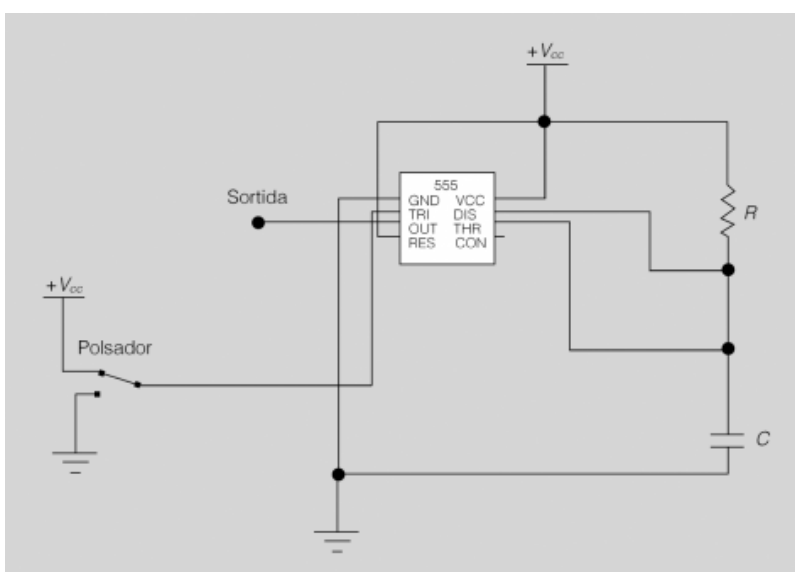 +Vcc
555
GND VCC
TRI DIS
OUT THR
RES CON
Sortida
R
+Vcc
Polsador
C